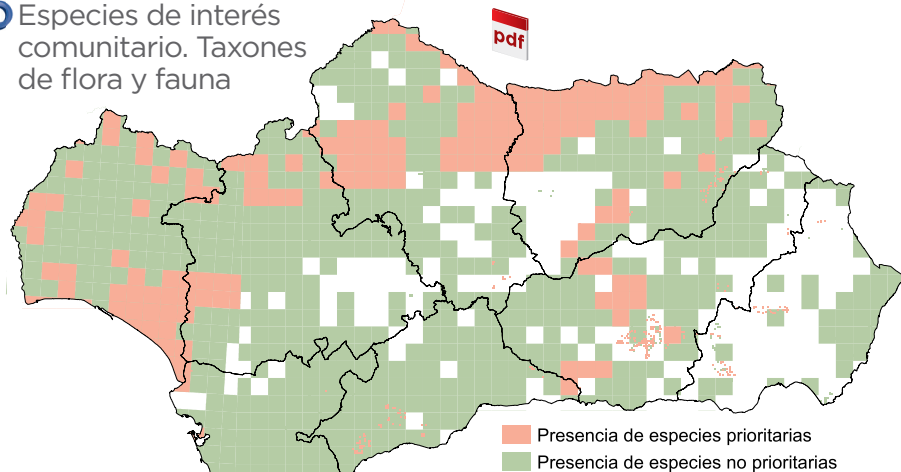 Especies de interés
comunitario. Taxones
de flora y fauna
pdf
Presencia de especies prioritarias
Presencia de especies no prioritarias